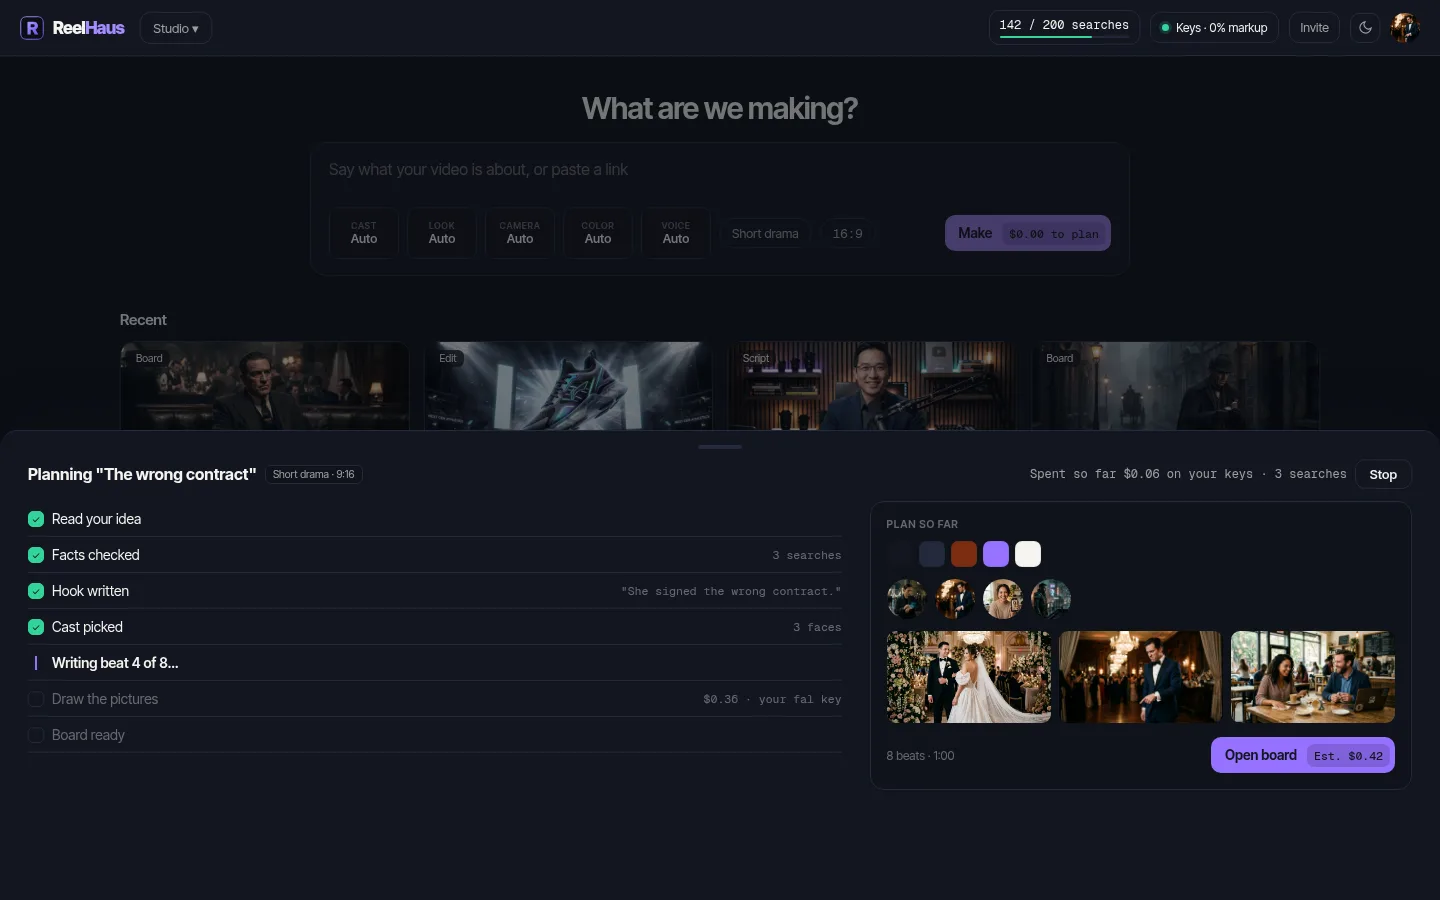 R ReelHaus Studio ▾ 142 / 200 searches Keys · 0% markup Invite
What are we making?
Say what your video is about, or paste a link
CAST LOOK CAMERA COLOR VOICE
Auto Auto Auto Auto Auto Short drama 16:9 Make $0.00 to plan
Recent
Board Edit Script Board
Planning "The wrong contract" Short drama · 9:16 Spent so far $0.06 on your keys · 3 searches Stop
Read your idea
Facts checked 3 searches
Hook written "She signed the wrong contract."
Cast picked 3 faces
Writing beat 4 of 8...
Draw the pictures $0.36 · your fal key
Board ready
PLAN SO FAR
8 beats · 1:00 Open board Est. $0.42